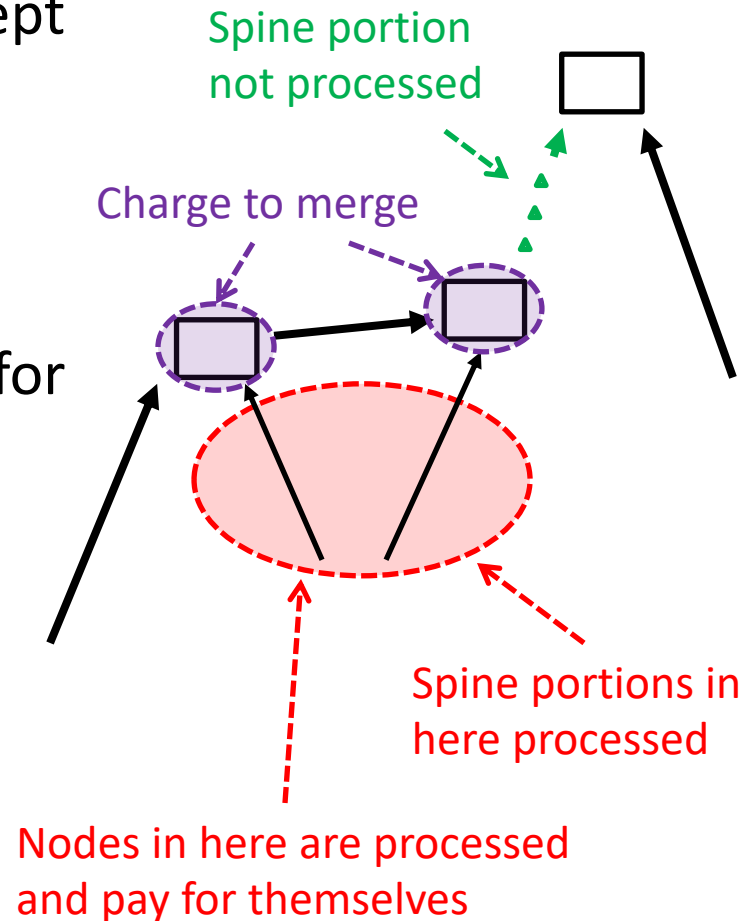 Spine portion
not processed
Charge to merge
for
Spine portions in
here processed
Nodes in here are processed
and pay for themselves